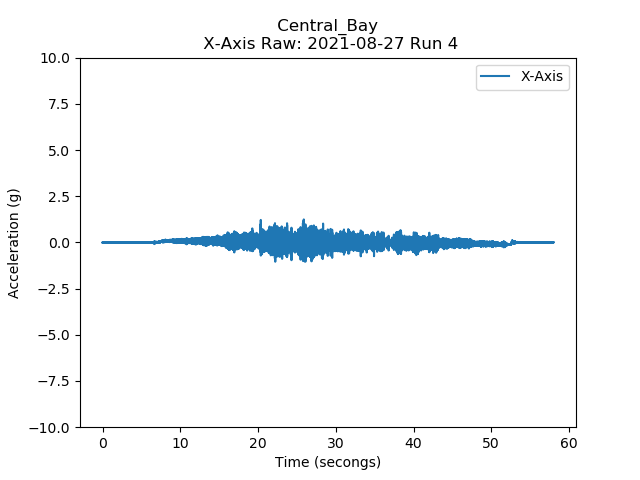 Central_Bay
X-Axis Raw: 2021-08-27 Run 4
X-Axis
10.0
7.5
5.0
2.5
0.0
−2.5
−5.0
−7.5
−10.0
Acceleration (g)
0 10 20 30 40 50 60
Time (seconds)